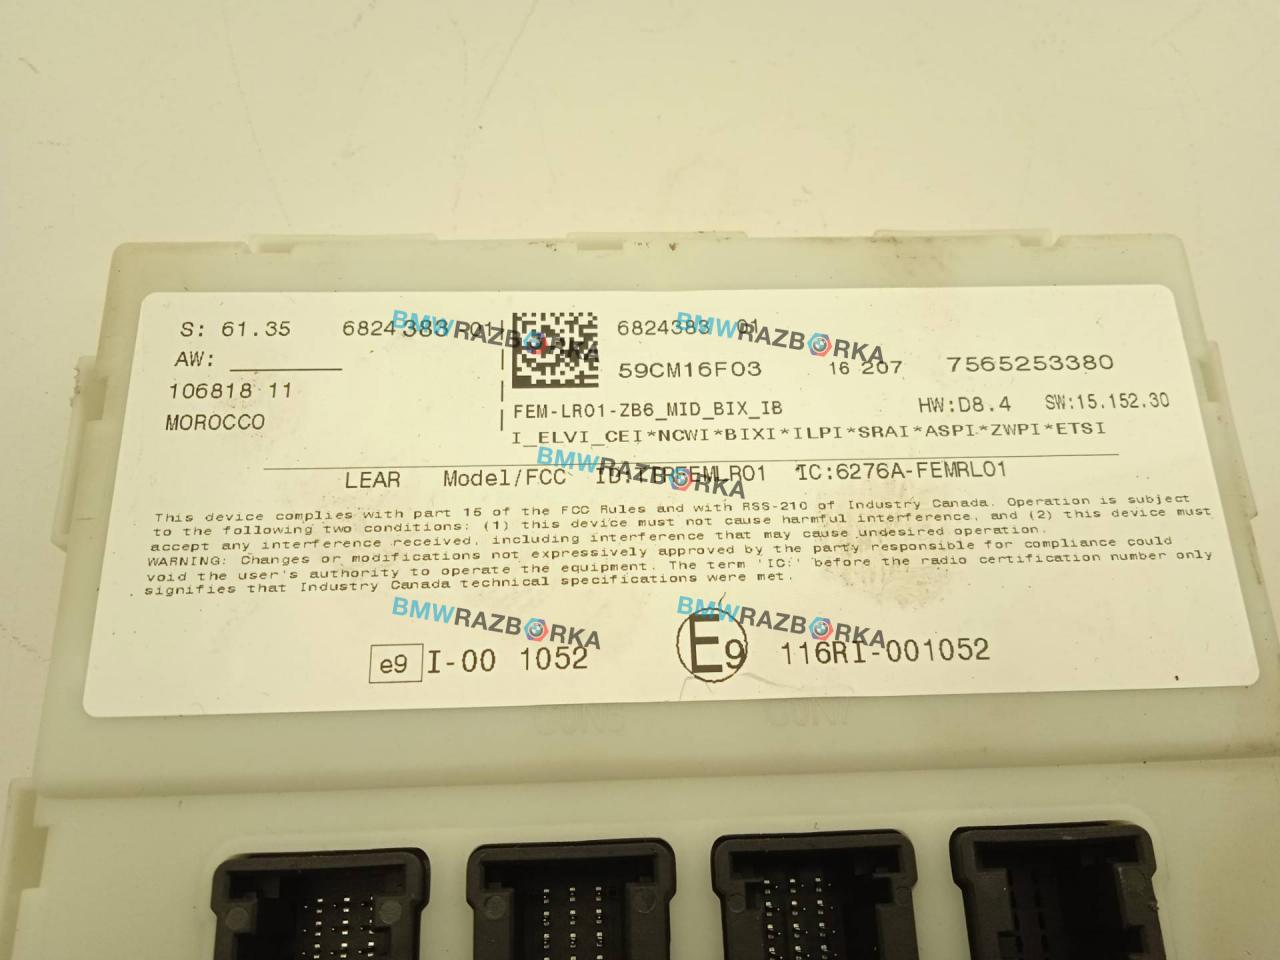 S: 61.35 6824383 01 6824383 01
AW:
59CM16F03 16 207 7565253380
106818 11
MOROCCO
FEM-LR01-ZB6_MID_BIX_IB HW:D8.4 SW:15.152.30
I_ELVI_CEI*NCWI*BIXI*ILPI*SRAI*ASPI*ZWPI*ETSI
LEAR Model/FCC IC:6276A-FEMRL01
This device complies with part 15 of the FCC Rules and with RSS-210 of Industry Canada. Operation is subject
to the following two conditions: (1) this device must not cause harmful interference, and (2) this device must
accept any interference received, including interference that may cause undesired operation.
WARNING: Changes or modifications not expressively approved by the party responsible for compliance could
void the user's authority to operate the equipment. The term 'IC:' before the radio certification number only
signifies that Industry Canada technical specifications were met.
e9 I-00 1052 E9 116RI-001052
BMWRAZBORKA
BMWRAZBORKA
BMWRAZBORKA
BMWRAZBORKA
BMWRAZBORKA